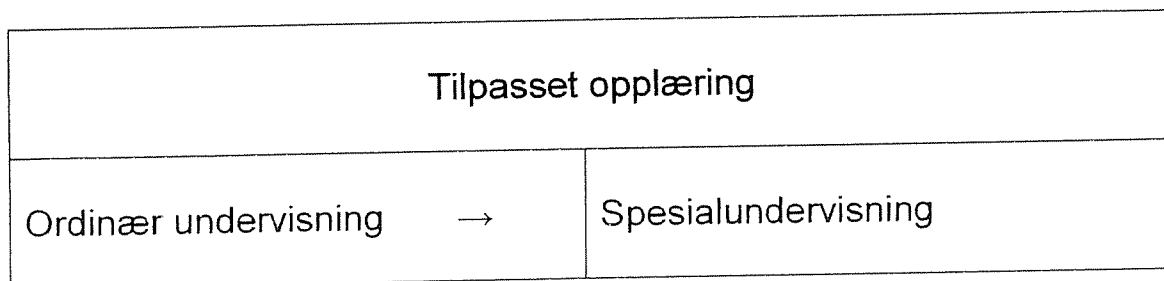 Tilpasset opplæring
Ordinær undervisning → Spesialundervisning